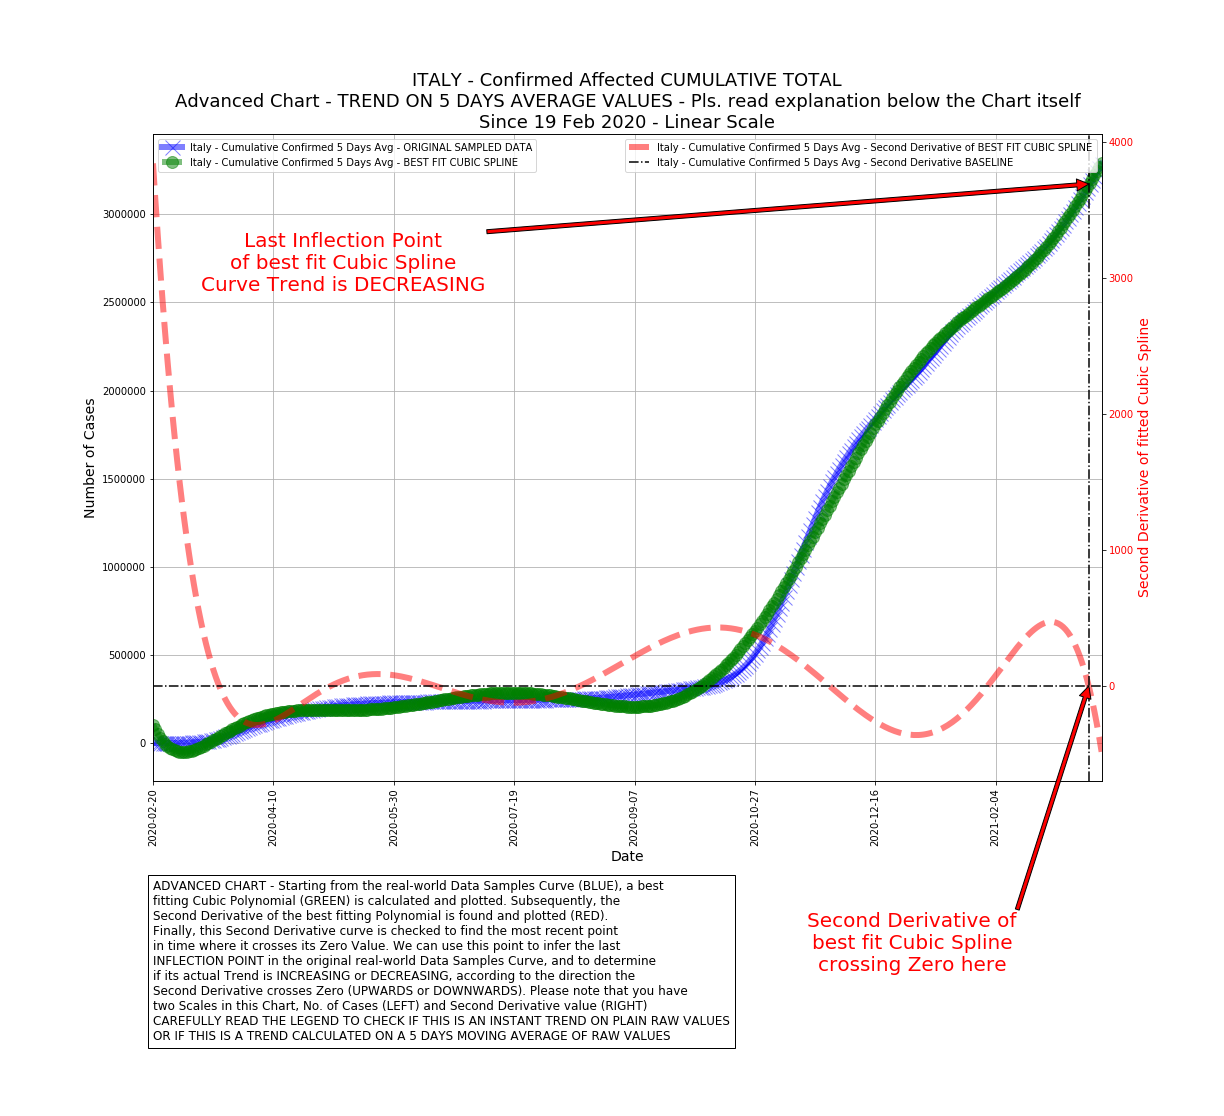 ITALY - Confirmed Affected CUMULATIVE TOTAL
Advanced Chart - TREND ON 5 DAYS AVERAGE VALUES - Pls. read explanation below the Chart itself
Since 19 Feb 2020 - Linear Scale
Italy - Cumulative Confirmed 5 Days Avg - ORIGINAL SAMPLED DATA
Italy - Cumulative Confirmed 5 Days Avg - BEST FIT CUBIC SPLINE
Italy - Cumulative Confirmed 5 Days Avg - Second Derivative of BEST FIT CUBIC SPLINE
Italy - Cumulative Confirmed 5 Days Avg - Second Derivative BASELINE
Last Inflection Point
of best fit Cubic Spline
Curve Trend is DECREASING
Number of Cases
3000000
2500000
2000000
1500000
1000000
500000
0
4000
3000
2000
1000
0
Second Derivative of fitted Cubic Spline
2020-02-20
2020-04-10
2020-05-30
2020-07-19
2020-09-07
2020-10-27
2020-12-16
2021-02-04
Date
Second Derivative of
best fit Cubic Spline
crossing Zero here
ADVANCED CHART - Starting from the real-world Data Samples Curve (BLUE), a best
fitting Cubic Polynomial (GREEN) is calculated and plotted. Subsequently, the
Second Derivative of the best fitting Polynomial is found and plotted (RED).
Finally, this Second Derivative curve is checked to find the most recent point
in time where it crosses its Zero Value. We can use this point to infer the last
INFLECTION POINT in the original real-world Data Samples Curve, and to determine
if its actual Trend is INCREASING or DECREASING, according to the direction the
Second Derivative crosses Zero (UPWARDS or DOWNWARDS). Please note that you have
two Scales in this Chart, No. of Cases (LEFT) and Second Derivative value (RIGHT)
CAREFULLY READ THE LEGEND TO CHECK IF THIS IS AN INSTANT TREND ON PLAIN RAW VALUES
OR IF THIS IS A TREND CALCULATED ON A 5 DAYS MOVING AVERAGE OF RAW VALUES